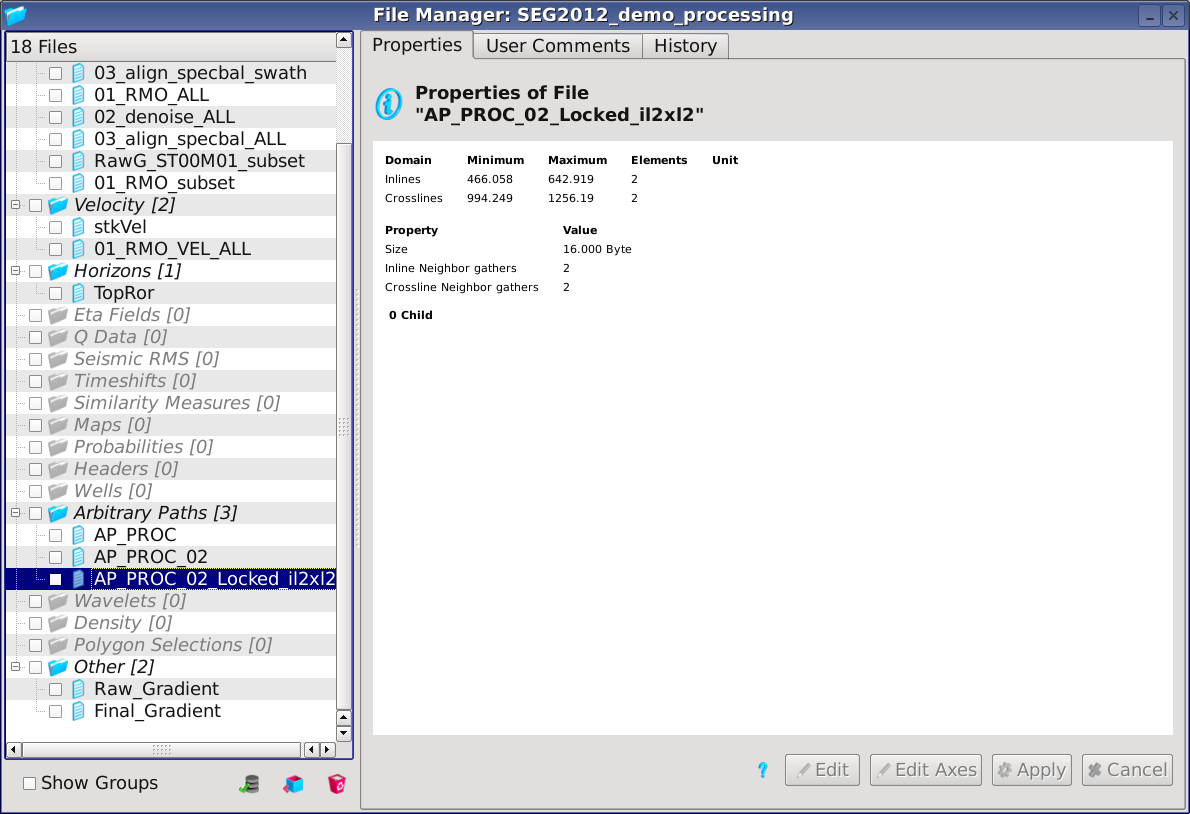 File Manager: SEG2012_demo_processing
18 Files
03_align_specbal_swath
01_RMO_ALL
02_denoise_ALL
03_align_specbal_ALL
RawG_ST00M01_subset
01_RMO_subset
Velocity [2]
stkVel
01_RMO_VEL_ALL
Horizons [1]
TopRor
Eta Fields [0]
Q Data [0]
Seismic RMS [0]
Timeshifts [0]
Similarity Measures [0]
Maps [0]
Probabilities [0]
Headers [0]
Wells [0]
Arbitrary Paths [3]
AP_PROC
AP_PROC_02
AP_PROC_02_Locked_il2xl2
Wavelets [0]
Density [0]
Polygon Selections [0]
Other [2]
Raw_Gradient
Final_Gradient
Show Groups
Properties User Comments History
Properties of File
"AP_PROC_02_Locked_il2xl2"
Domain Minimum Maximum Elements Unit
Inlines 466.058 642.919 2
Crosslines 994.249 1256.19 2
Property Value
Size 16.000 Byte
Inline Neighbor gathers 2
Crossline Neighbor gathers 2
0 Child
? Edit Edit Axes Apply Cancel